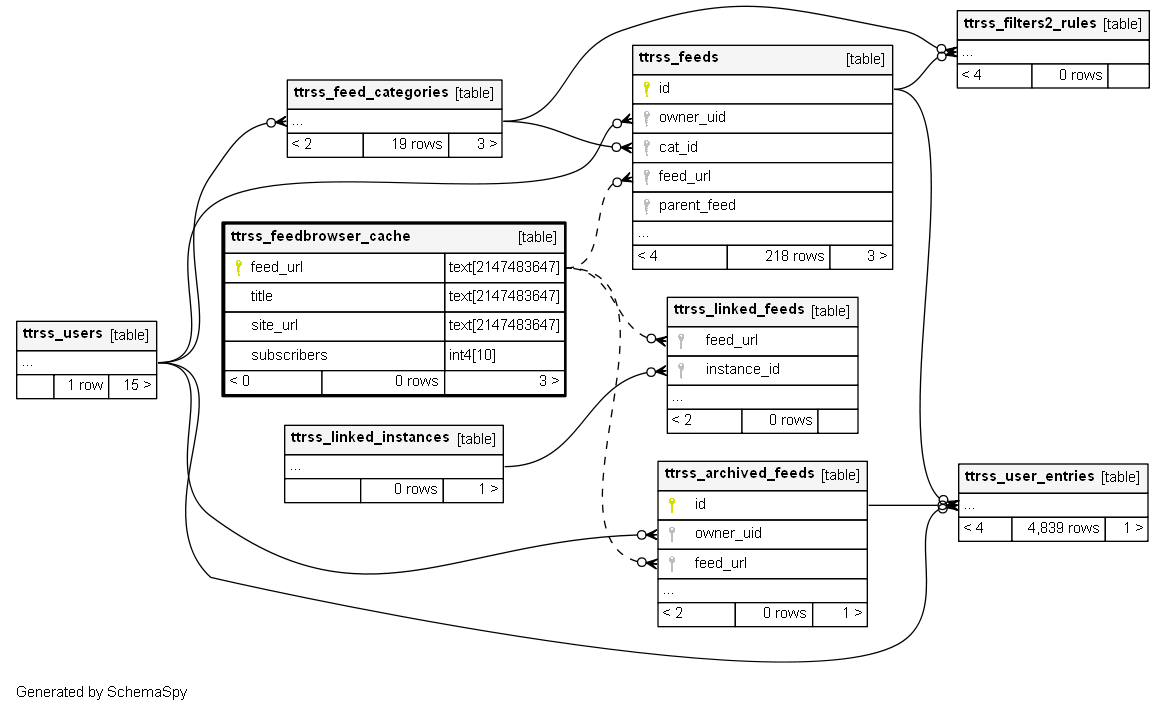 ttrss_filters2_rules [table]
...
< 4 0 rows
ttrss_feeds [table]
id
owner_uid
cat_id
feed_url
parent_feed
...
< 4 218 rows 3 >
ttrss_feed_categories [table]
...
< 2 19 rows 3 >
ttrss_feedbrowser_cache [table]
feed_url text[2147483647]
title text[2147483647]
site_url text[2147483647]
subscribers int4[10]
< 0 0 rows 3 >
ttrss_linked_feeds [table]
feed_url
instance_id
...
< 2 0 rows
ttrss_users [table]
...
1 row 15 >
ttrss_linked_instances [table]
...
0 rows 1 >
ttrss_archived_feeds [table]
id
owner_uid
feed_url
...
< 2 0 rows 1 >
ttrss_user_entries [table]
...
< 4 4,839 rows 1 >
Generated by SchemaSpy